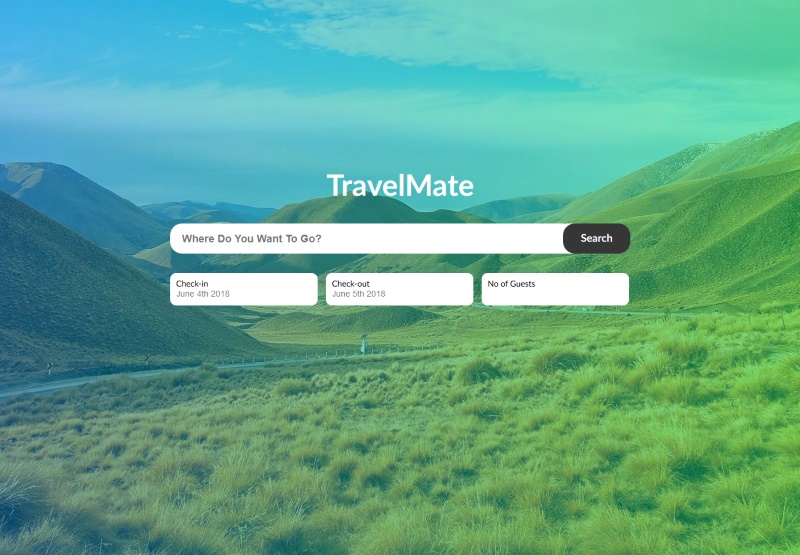 TravelMate
Where Do You Want To Go?
Search
Check-in
June 4th 2018
Check-out
June 5th 2018
No of Guests